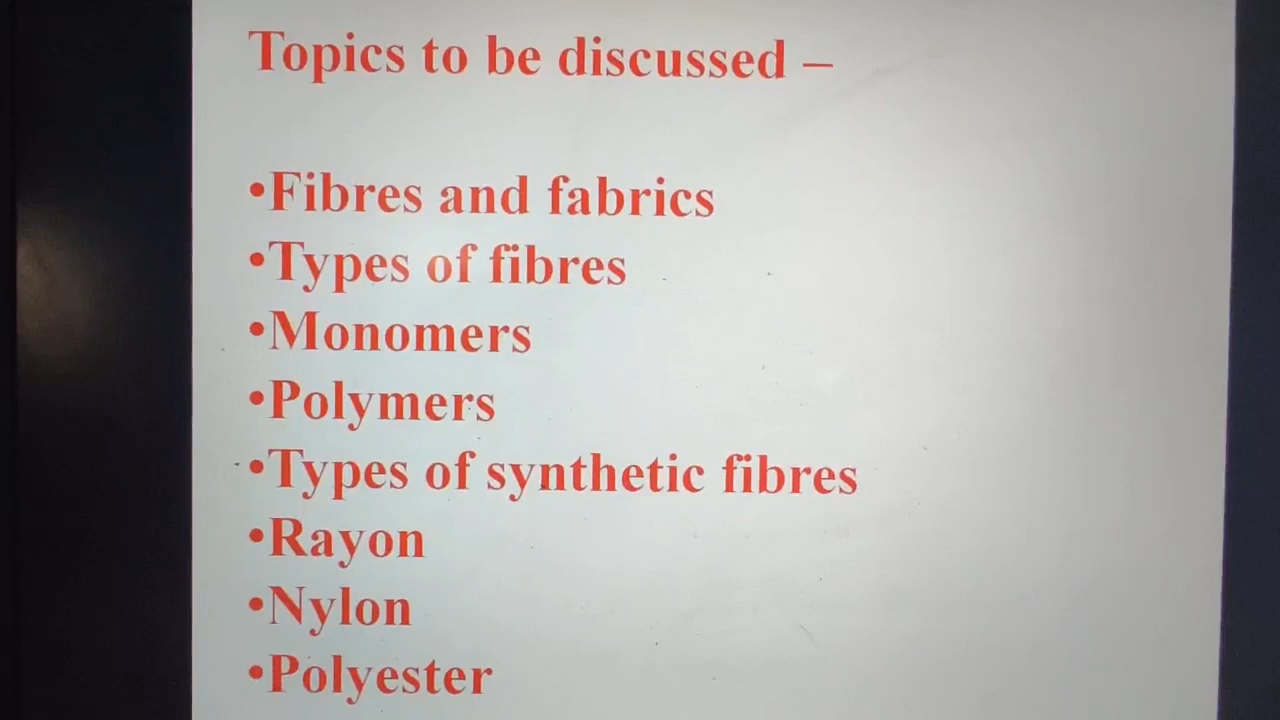 Topics to be discussed –
•Fibres and fabrics
•Types of fibres
•Monomers
•Polymers
•Types of synthetic fibres
•Rayon
•Nylon
•Polyester